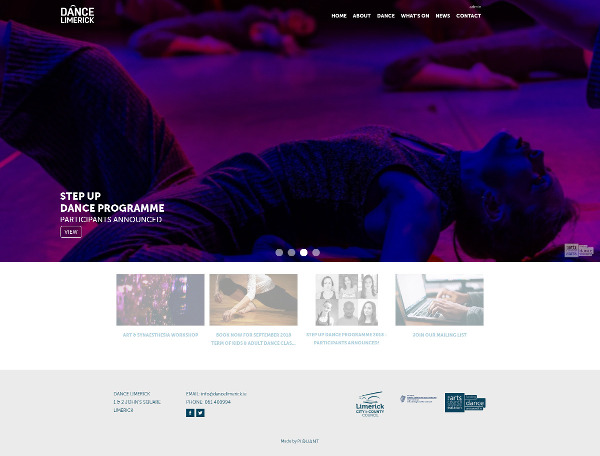 DANCE
LIMERICK
HOME ABOUT DANCE WHAT'S ON NEWS CONTACT
STEP UP
DANCE PROGRAMME
PARTICIPANTS ANNOUNCED
VIEW
ART & SYNAESTHESIA WORKSHOP
BOOK NOW FOR SEPTEMBER 2018
TERM OF KIDS & ADULT DANCE CLAS...
STEP UP DANCE PROGRAMME 2018 -
PARTICIPANTS ANNOUNCED!
JOIN OUR MAILING LIST
DANCE LIMERICK
1 & 2 JOHN'S SQUARE,
LIMERICK
EMAIL: info@dancelimerick.ie
PHONE: 061 400994
Limerick
CITY & COUNTY
COUNCIL
arts
council
dance
Made by PIQUANT